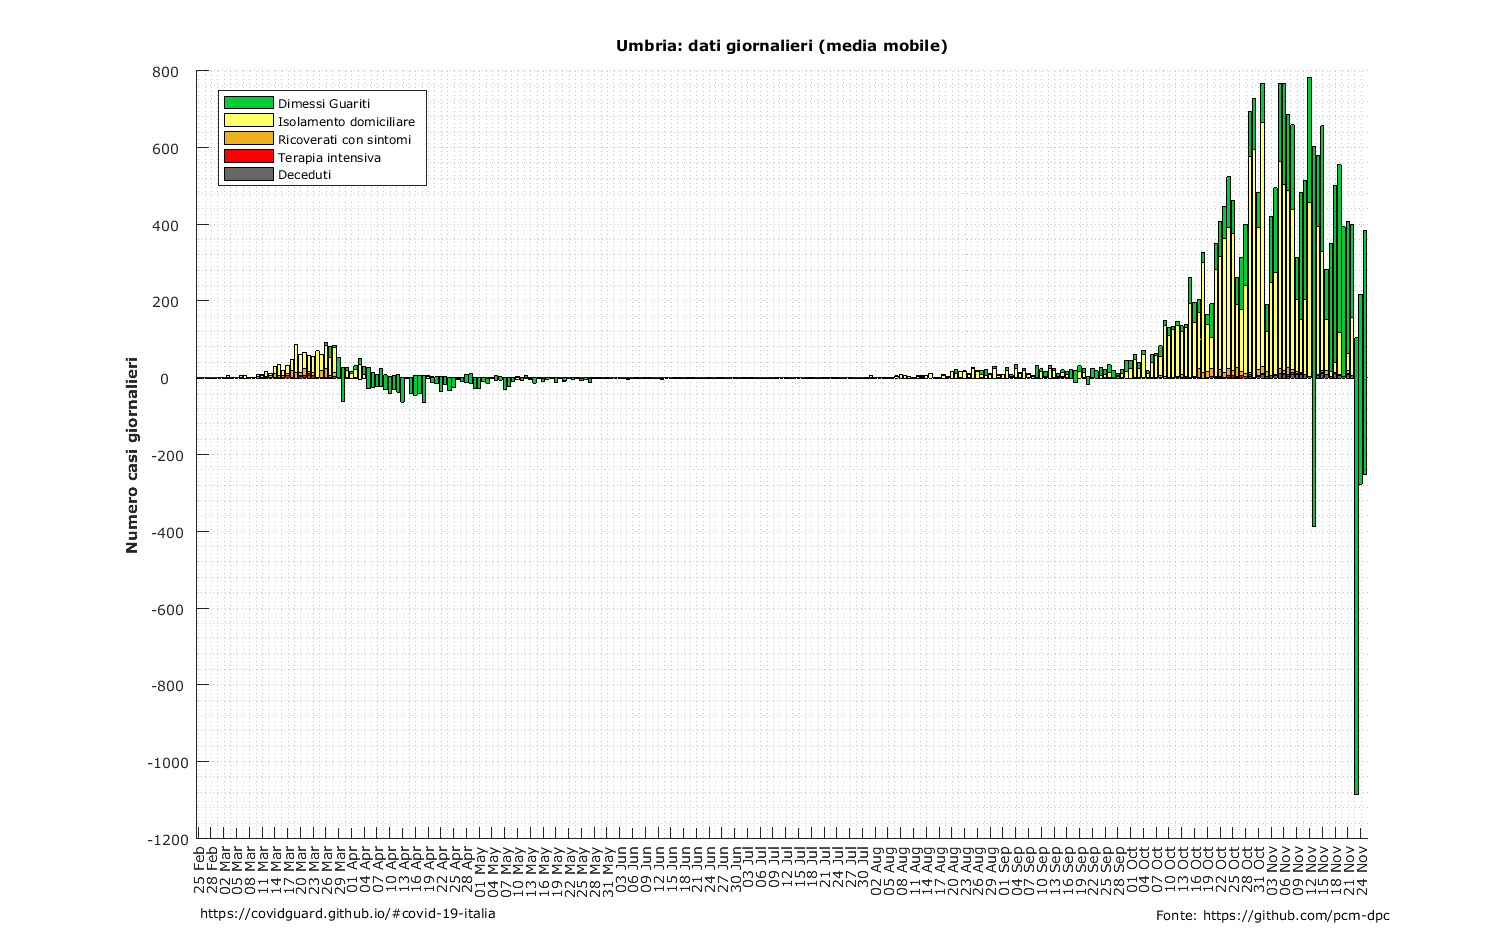 Umbria: dati giornalieri (media mobile)
800
600
400
200
0
-200
-400
-600
-800
-1000
-1200
Numero casi giornalieri
Dimessi Guariti
Isolamento domiciliare
Ricoverati con sintomi
Terapia intensiva
Deceduti
25 Feb
28 Feb
02 Mar
05 Mar
08 Mar
11 Mar
14 Mar
17 Mar
20 Mar
23 Mar
26 Mar
29 Mar
01 Apr
04 Apr
07 Apr
10 Apr
13 Apr
16 Apr
19 Apr
22 Apr
25 Apr
28 Apr
01 May
04 May
07 May
10 May
13 May
16 May
19 May
22 May
25 May
28 May
31 May
03 Jun
06 Jun
09 Jun
12 Jun
15 Jun
18 Jun
21 Jun
24 Jun
27 Jun
30 Jun
03 Jul
06 Jul
09 Jul
12 Jul
15 Jul
18 Jul
21 Jul
24 Jul
27 Jul
30 Jul
02 Aug
05 Aug
08 Aug
11 Aug
14 Aug
17 Aug
20 Aug
23 Aug
26 Aug
29 Aug
01 Sep
04 Sep
07 Sep
10 Sep
13 Sep
16 Sep
19 Sep
22 Sep
25 Sep
28 Sep
01 Oct
04 Oct
07 Oct
10 Oct
13 Oct
16 Oct
19 Oct
22 Oct
25 Oct
28 Oct
31 Oct
03 Nov
06 Nov
09 Nov
12 Nov
15 Nov
18 Nov
21 Nov
24 Nov
https://covidguard.github.io/#covid-19-italia
Fonte: https://github.com/pcm-dpc